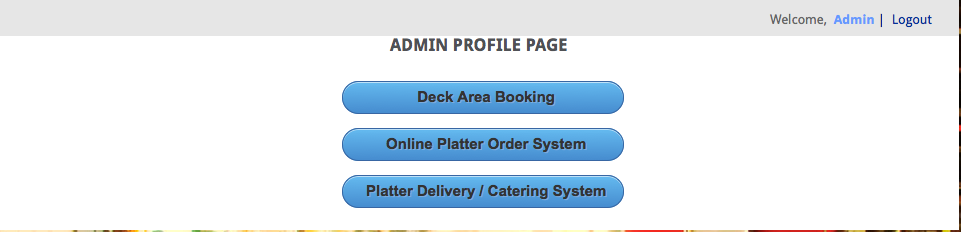 Welcome, Admin | Logout
ADMIN PROFILE PAGE
Deck Area Booking
Online Platter Order System
Platter Delivery / Catering System